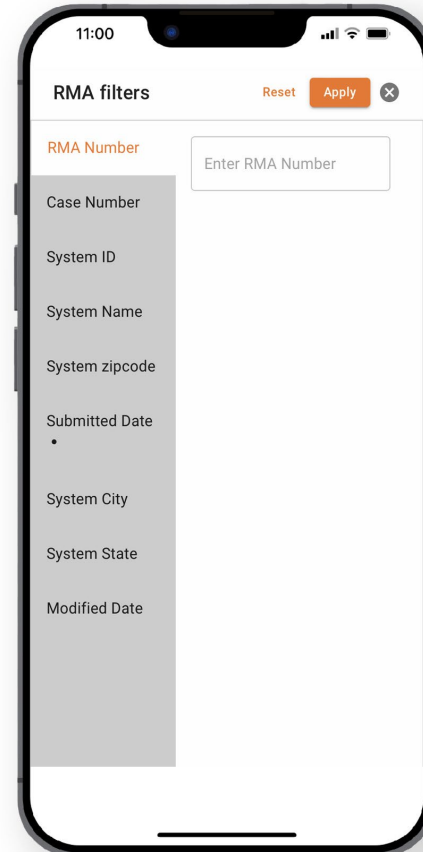 11:00
RMA filters
Reset
Apply
RMA Number
Enter RMA Number
Case Number
System ID
System Name
System zipcode
Submitted Date
•
System City
System State
Modified Date